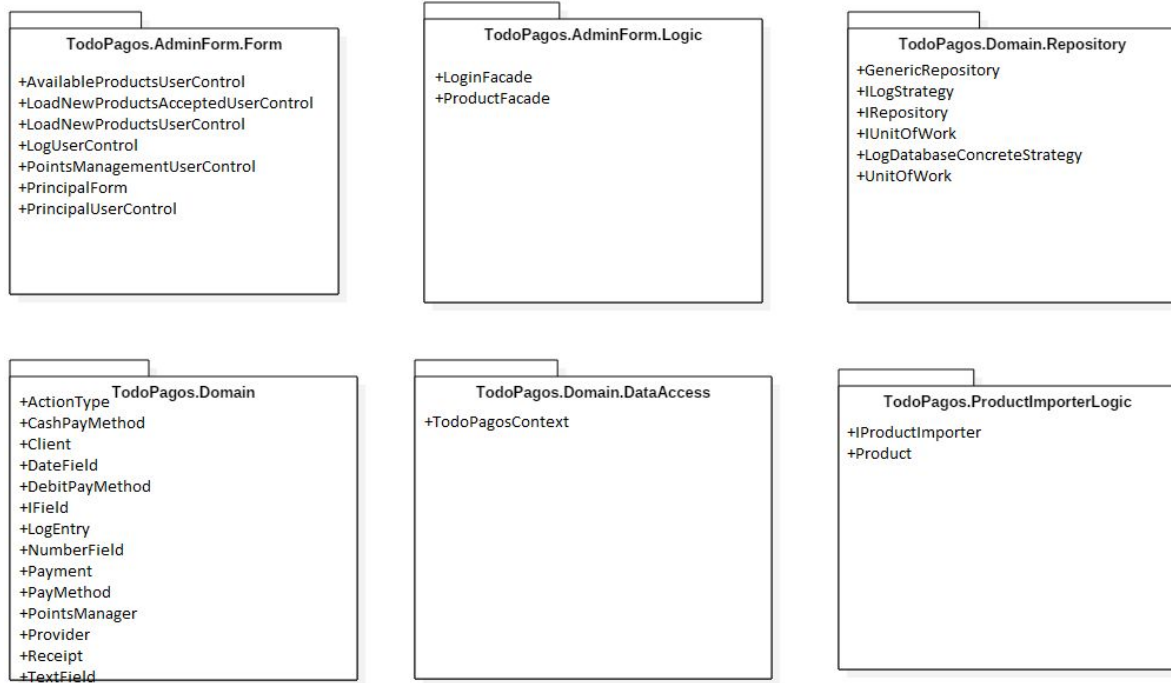 TodoPagos.AdminForm.Form
+AvailableProductsUserControl
+LoadNewProductsAcceptedUserControl
+LoadNewProductsUserControl
+LogUserControl
+PointsManagementUserControl
+PrincipalForm
+PrincipalUserControl
TodoPagos.AdminForm.Logic
+LoginFacade
+ProductFacade
TodoPagos.Domain.Repository
+GenericRepository
+ILogStrategy
+IRepository
+IUnitOfWork
+LogDatabaseConcreteStrategy
+UnitOfWork
TodoPagos.Domain
+ActionType
+CashPayMethod
+Client
+DateField
+DebitPayMethod
+IField
+LogEntry
+NumberField
+Payment
+PayMethod
+PointsManager
+Provider
+Receipt
+TextField
TodoPagos.Domain.DataAccess
+TodoPagosContext
TodoPagos.ProductImporterLogic
+IProductImporter
+Product